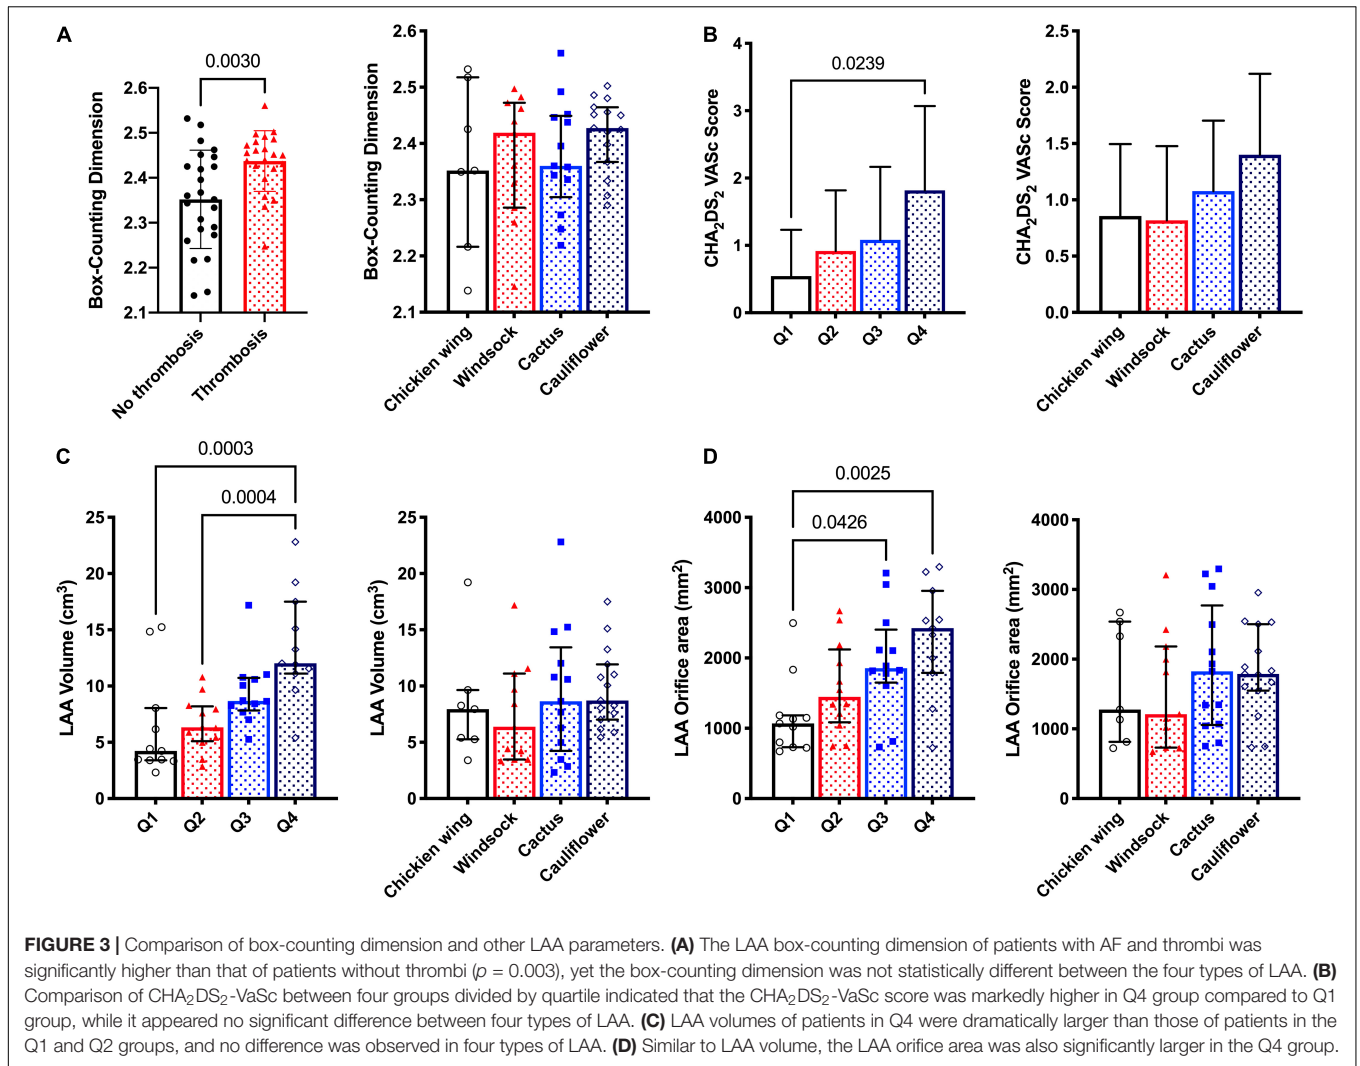 A
0.0030
Box-Counting Dimension
2.6
2.5
2.4
2.3
2.2
2.1
No thrombosis
Thrombosis
Box-Counting Dimension
2.6
2.5
2.4
2.3
2.2
2.1
Chickien wing
Windsock
Cactus
Cauliflower
B
0.0239
CHA₂DS₂ VASc Score
4
3
2
1
0
Q1
Q2
Q3
Q4
CHA₂DS₂ VASc Score
2.5
2.0
1.5
1.0
0.5
0.0
Chickien wing
Windsock
Cactus
Cauliflower
C
0.0003
0.0004
LAA Volume (cm³)
25
20
15
10
5
0
Q1
Q2
Q3
Q4
LAA Volume (cm³)
25
20
15
10
5
0
Chickien wing
Windsock
Cactus
Cauliflower
D
0.0025
0.0426
LAA Orifice area (mm²)
4000
3000
2000
1000
0
Q1
Q2
Q3
Q4
LAA Orifice area (mm²)
4000
3000
2000
1000
0
Chickien wing
Windsock
Cactus
Cauliflower
FIGURE 3 | Comparison of box-counting dimension and other LAA parameters. (A) The LAA box-counting dimension of patients with AF and thrombi was
significantly higher than that of patients without thrombi (p = 0.003), yet the box-counting dimension was not statistically different between the four types of LAA. (B)
Comparison of CHA₂DS₂-VaSc between four groups divided by quartile indicated that the CHA₂DS₂-VaSc score was markedly higher in Q4 group compared to Q1
group, while it appeared no significant difference between four types of LAA. (C) LAA volumes of patients in Q4 were dramatically larger than those of patients in the
Q1 and Q2 groups, and no difference was observed in four types of LAA. (D) Similar to LAA volume, the LAA orifice area was also significantly larger in the Q4 group.